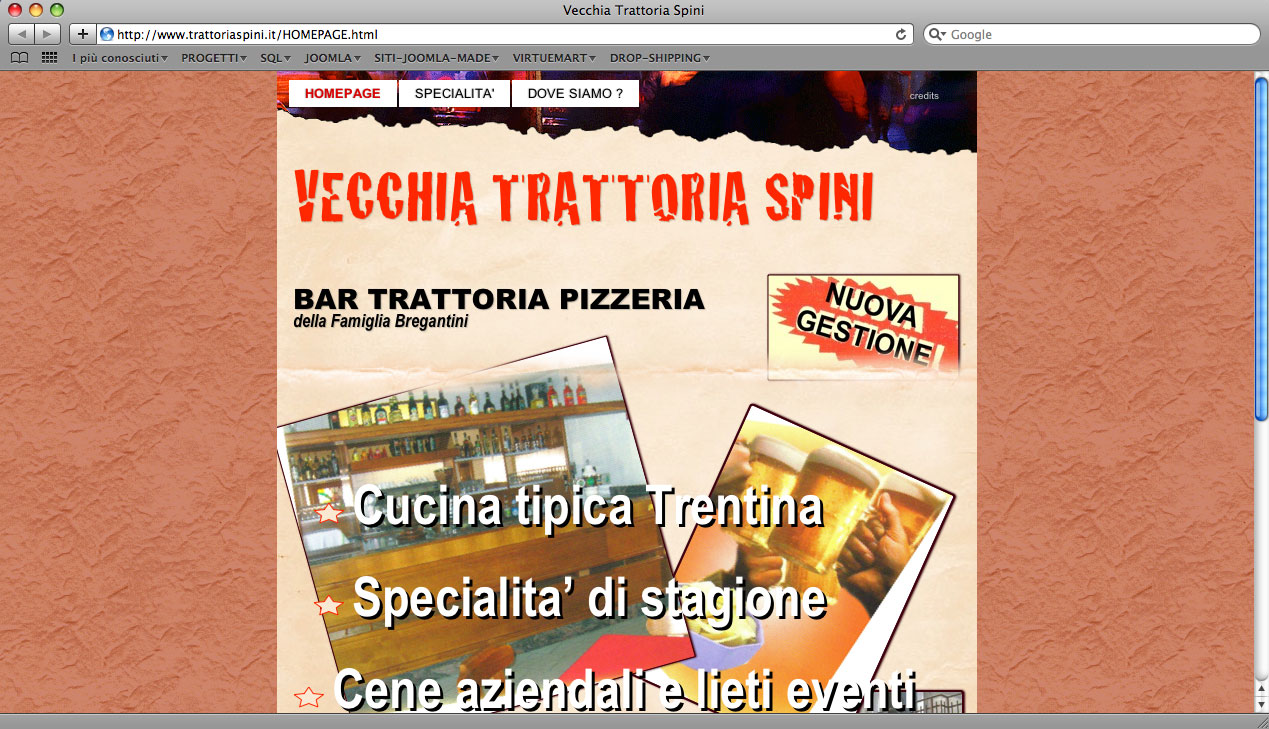 Vecchia Trattoria Spini
http://www.trattoriaspini.it/HOMEPAGE.html
Google
I più conosciuti PROGETTI SQL JOOMLA SITI-JOOMLA-MADE VIRTUEMART DROP-SHIPPING
HOMEPAGE SPECIALITA' DOVE SIAMO ? credits
VECCHIA TRATTORIA SPINI
BAR TRATTORIA PIZZERIA
della Famiglia Bregantini
NUOVA
GESTIONE!
Cucina tipica Trentina
Specialita’ di stagione
Cene aziendali e lieti eventi